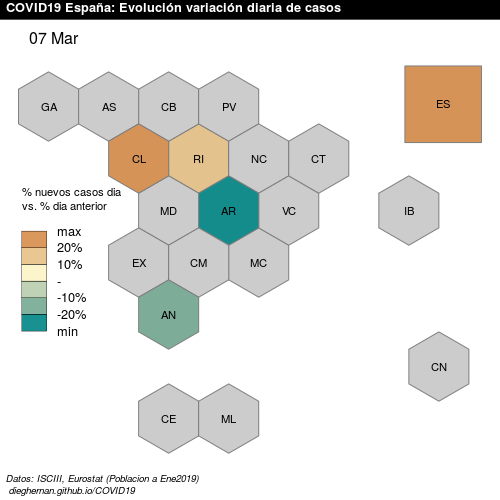 COVID19 España: Evolución variación diaria de casos
07 Mar
GA AS CB PV ES
CL RI NC CT
% nuevos casos dia
vs. % dia anterior
MD AR VC IB
max
20%
10%
-
-10%
-20%
min
EX CM MC
AN
CN
CE ML
Datos: ISCIII, Eurostat (Poblacion a Ene2019)
dieghernan.github.io/COVID19